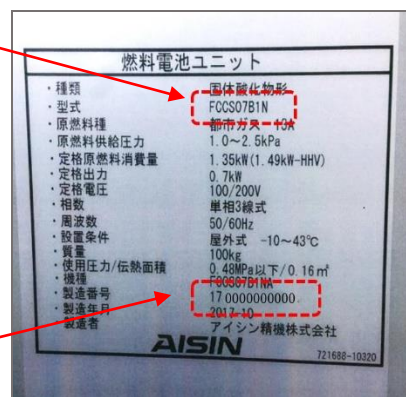 燃料電池ユニット
・種類 固体酸化物形
・型式 FCCS07B1N
・原燃料種 都市ガス 13A
・原燃料供給圧力 1.0～2.5kPa
・定格原燃料消費量 1.35kW(1.49kW-HHV)
・定格出力 0.7kW
・定格電圧 100/200V
・相数 単相3線式
・周波数 50/60Hz
・設置条件 屋外式 -10～43℃
・質量 100kg
・使用圧力/伝熱面積 0.48MPa以下/0.16㎡
・機種 FCCS07B1NA
・製造番号 170000000000.
・製造年月 2017-10
・製造者 アイシン精機株式会社
AISIN
721688-10320